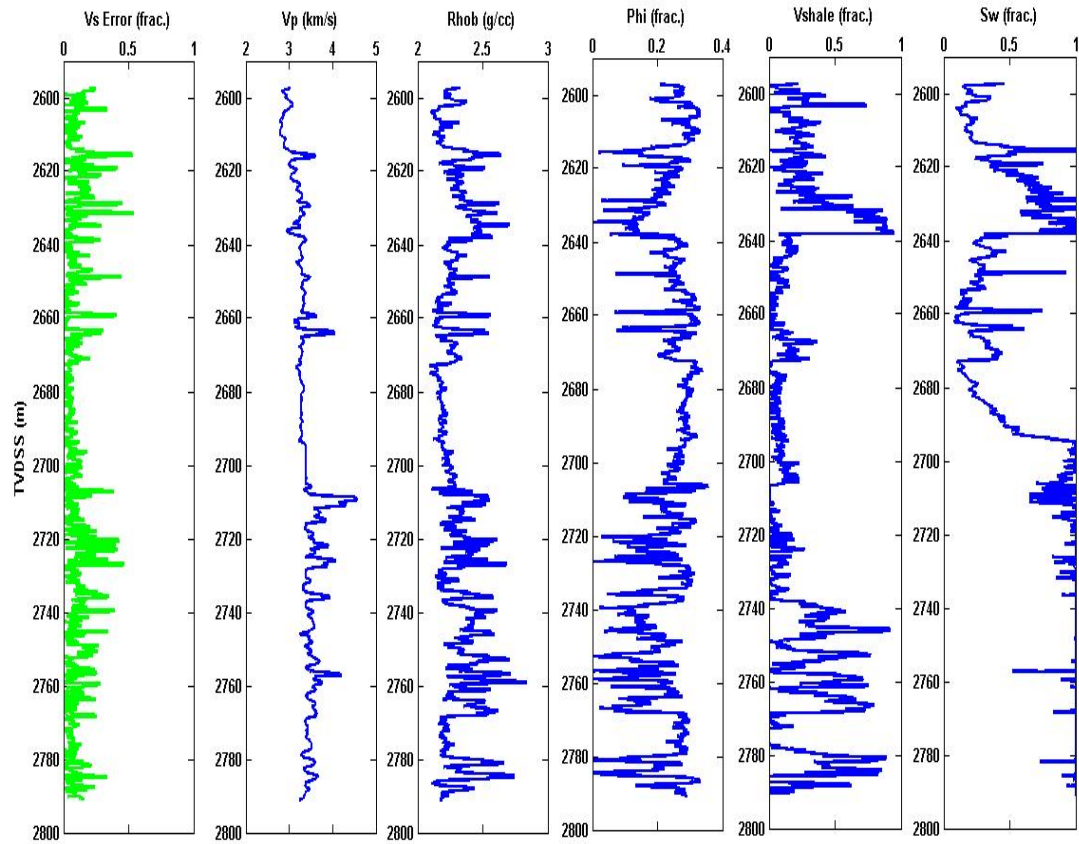 Vs Error (frac.) Vp (km/s) Rhob (g/cc) Phi (frac.) Vshale (frac.) Sw (frac.)
0 0.5 1 2 3 4 5 2 2.5 3 0 0.2 0.4 0 0.5 1 0 0.5 1
2600 2600 2600 2600 2600 2600
2620 2620 2620 2620 2620 2620
2640 2640 2640 2640 2640 2640
2660 2660 2660 2660 2660 2660
2680 2680 2680 2680 2680 2680
TVDSS (m)
2700 2700 2700 2700 2700 2700
2720 2720 2720 2720 2720 2720
2740 2740 2740 2740 2740 2740
2760 2760 2760 2760 2760 2760
2780 2780 2780 2780 2780 2780
2800 2800 2800 2800 2800 2800